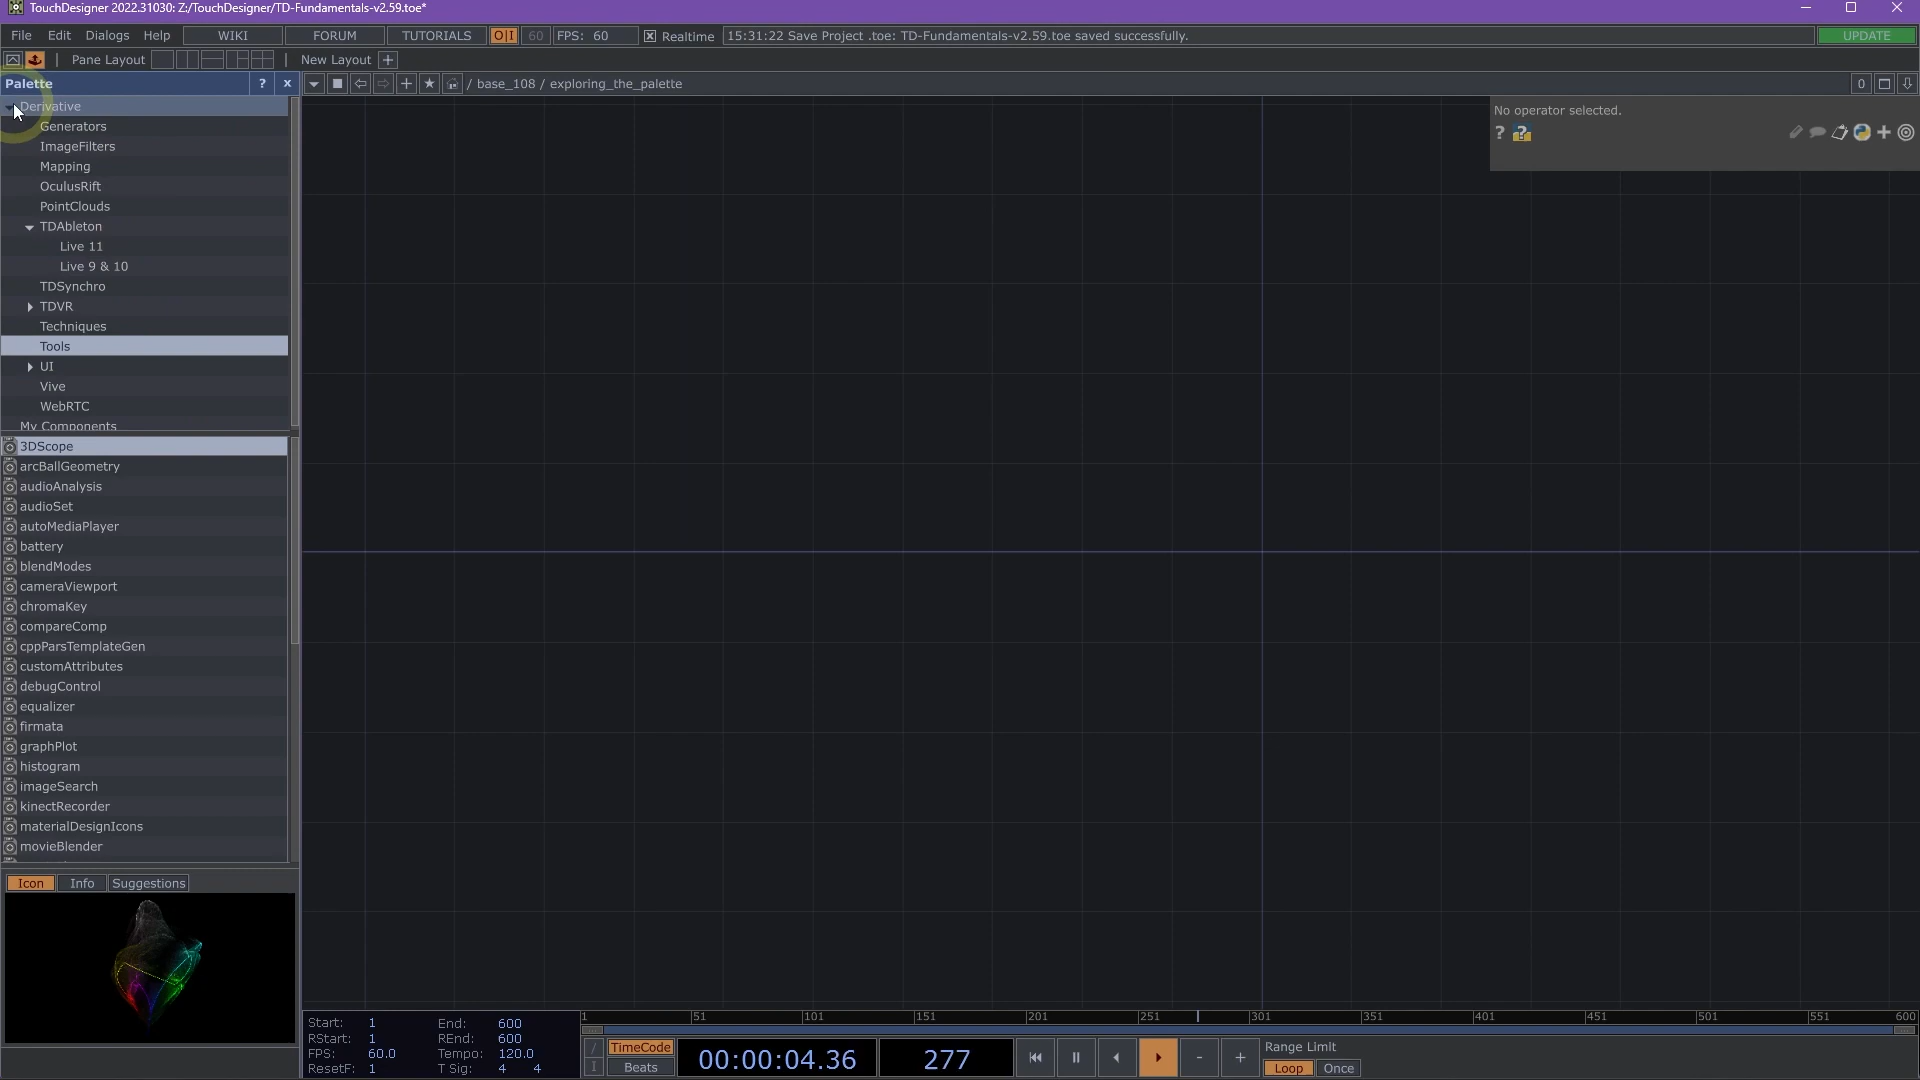 TouchDesigner 2022.31030: Z:/TouchDesigner/TD-Fundamentals-v2.59.toe*
File Edit Dialogs Help WIKI FORUM TUTORIALS O|I 60 FPS: 60 Realtime 15:31:22 Save Project .toe: TD-Fundamentals-v2.59.toe saved successfully. UPDATE
Pane Layout New Layout +
Palette ? x / base_108 / exploring_the_palette 0
Derivative
Generators
ImageFilters
Mapping
OculusRift
PointClouds
TDAbleton
Live 11
Live 9 & 10
TDSynchro
TDVR
Techniques
Tools
UI
Vive
WebRTC
My Components
3DScope
arcBallGeometry
audioAnalysis
audioSet
autoMediaPlayer
battery
blendModes
cameraViewport
chromaKey
compareComp
cppParsTemplateGen
customAttributes
debugControl
equalizer
firmata
graphPlot
histogram
imageSearch
kinectRecorder
materialDesignIcons
movieBlender
Icon Info Suggestions
No operator selected.
? ?
1 51 101 151 201 251 301 351 401 451 501 551 600
Start: 1 End: 600
RStart: 1 REnd: 600
FPS: 60.0 Tempo: 120.0
ResetF: 1 T Sig: 4 4
/ I
TimeCode
Beats
00:00:04.36 277
- +
Range Limit
Loop Once